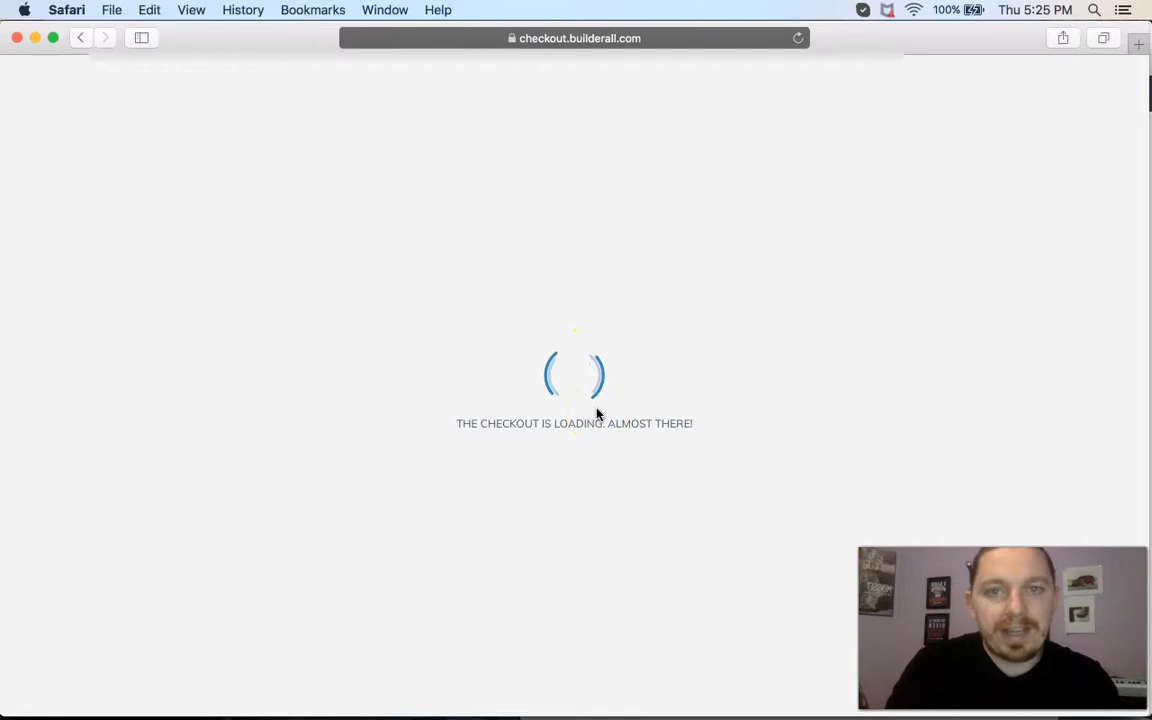 Safari File Edit View History Bookmarks Window Help 100% Thu 5:25 PM
checkout.builderall.com
THE CHECKOUT IS LOADING. ALMOST THERE!